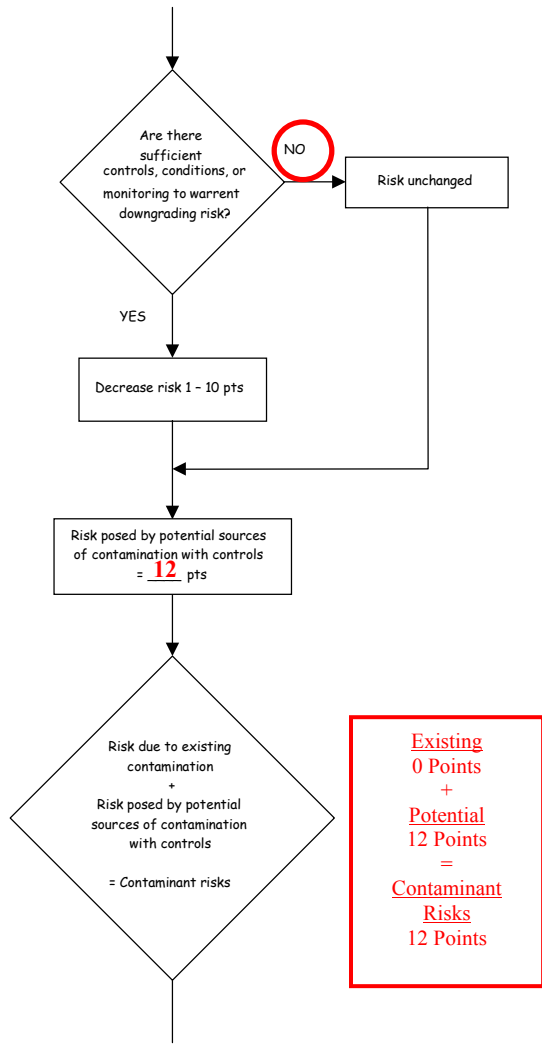 Are there
sufficient
controls, conditions, or
monitoring to warrent
downgrading risk?
NO
Risk unchanged
YES
Decrease risk 1 – 10 pts
Risk posed by potential sources
of contamination with controls
= 12 pts
Risk due to existing
contamination
+
Risk posed by potential
sources of contamination
with controls
= Contaminant risks
Existing
0 Points
+
Potential
12 Points
=
Contaminant
Risks
12 Points